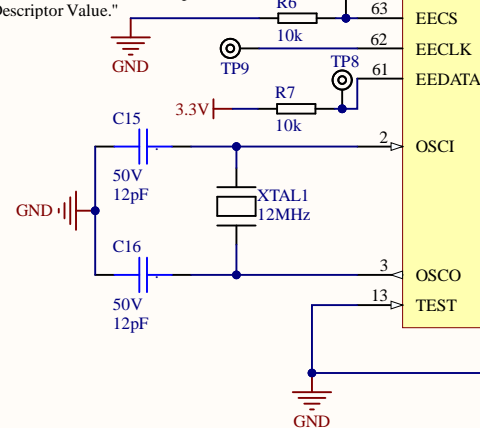 Descriptor Value."
R6
10k
GND
63
EECS
62
EECLK
TP9
TP8
61
EEDATA
R7
3.3V
10k
C15
50V
12pF
2
OSCI
GND
XTAL1
12MHz
C16
50V
12pF
3
OSCO
13
TEST
GND